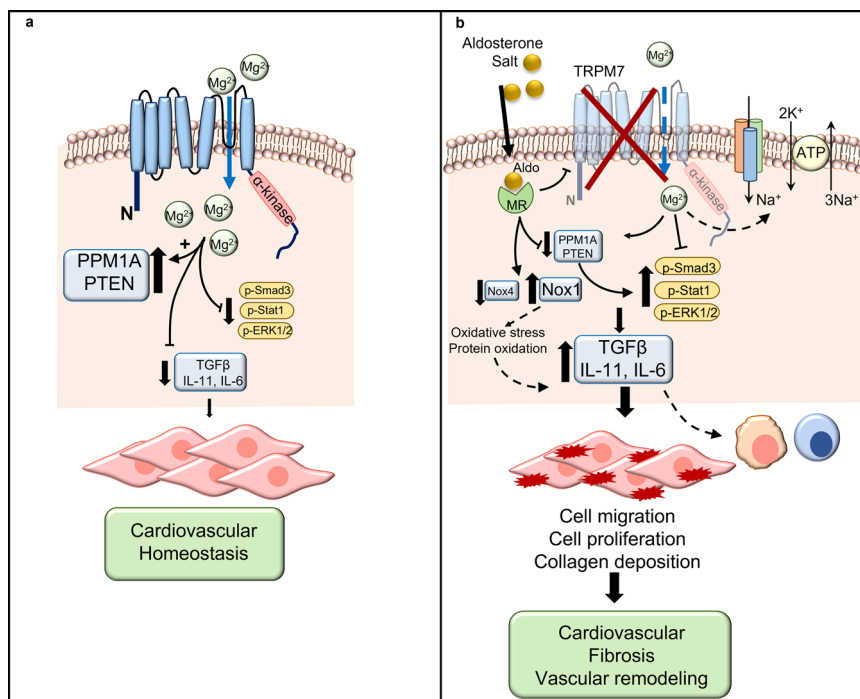 a
Mg²⁺
Mg²⁺
N
α-kinase
Mg²⁺
Mg²⁺
Mg²⁺
+
PPM1A
PTEN
p-Smad3
p-Stat1
p-ERK1/2
TGFβ
IL-11, IL-6
Cardiovascular
Homeostasis
b
Aldosterone
Salt
TRPM7
Mg²⁺
2K⁺
ATP
Na⁺
3Na⁺
Aldo
MR
N
α-kinase
Mg²⁺
PPM1A
PTEN
p-Smad3
p-Stat1
p-ERK1/2
Nox4
Nox1
Oxidative stress
Protein oxidation
TGFβ
IL-11, IL-6
Cell migration
Cell proliferation
Collagen deposition
Cardiovascular
Fibrosis
Vascular remodeling